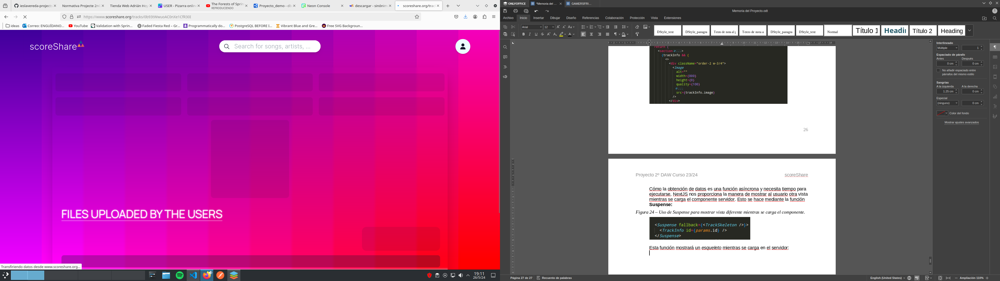 ieslavereda-projects
Normativa Projecte 2n
Tienda Web Adrián Hoy
USER - Pizarra onlin
The Forests of Sprin
REPRODUCIENDO
Proyecto_demo - db
Neon Console
descargar - sinónim
scoreshare.org/track
https://www.scoreshare.org/tracks/0b93tWwuoAC0nXe1CfR30I
ideas
Correo: ENGUÍDANO...
YouTube
Validation with Sprin...
Faded Fiesta Red – Gr...
Programmatically do...
PostgreSQL BEFORE I...
Vibrant Blue and Gre...
Free SVG Backgroun...
scoreShare
Search for songs, artists, ...
FILES UPLOADED BY THE USERS
Transfiriendo datos desde www.scoreshare.org...
19:11
26/5/24
ONLYOFFICE
*Memoria del ...
GAMERSFRI...
Memoria del Proyecto.odt
T
Archivo Inicio Insertar Dibujar Diseño Referencias Colaboración Protección Vista Extensiones
Arial
12
DStyle_text
DStyle_paragra
Texto de nota al
Texto de nota a
DStyle_paragra
DStyle_text
Normal
Título 1
Headi
Título 2
Heading
return (
<section ...>
{trackInfo && (
<>
<div className="order-2 w-3/4">
<Image
alt=""
width={800}
height={0}
quality={100}
...
src={trackInfo.image}
/>
</div>
26
Proyecto 2º DAW Curso 23/24
scoreShare
Cómo la obtención de datos es una función asíncrona y necesita tiempo para
ejecutarse, NextJS nos proporciona la manera de mostrar al usuario otra vista
mientras se carga el componente servidor. Esto se hace mediante la función
Suspense:
Figura 24 – Uso de Suspense para mostrar vista diferente mientras se carga el componente.
<Suspense fallback={<TrackSkeleton />}>
<TrackInfo id={params.id} />
</Suspense>
Esta función mostrará un esqueleto mientras se carga en el servidor:
Interlineado
Múltiple
1
Espaciado de párafo
Antes
Después
0 cm
0 cm
No añadir espaciado entre
párrafos del mismo estilo
Sangrías
A la izquierda
A la derecha
1.25 cm
0 cm
Especial
(ninguno)
0 cm
Color del fondo
Mostrar ajustes avanzados
Página 27 de 27
Recuento de palabras
English (United States)
Ampliación 110%